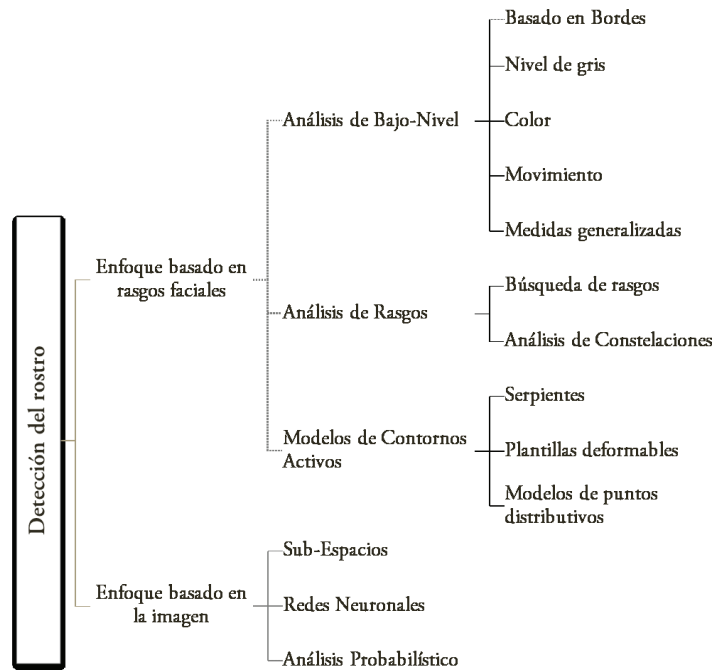 Detección del rostro
Enfoque basado en
rasgos faciales
Análisis de Bajo-Nivel
Basado en Bordes
Nivel de gris
Color
Movimiento
Medidas generalizadas
Análisis de Rasgos
Búsqueda de rasgos
Análisis de Constelaciones
Modelos de Contornos
Activos
Serpientes
Plantillas deformables
Modelos de puntos
distributivos
Enfoque basado en
la imagen
Sub-Espacios
Redes Neuronales
Análisis Probabilístico